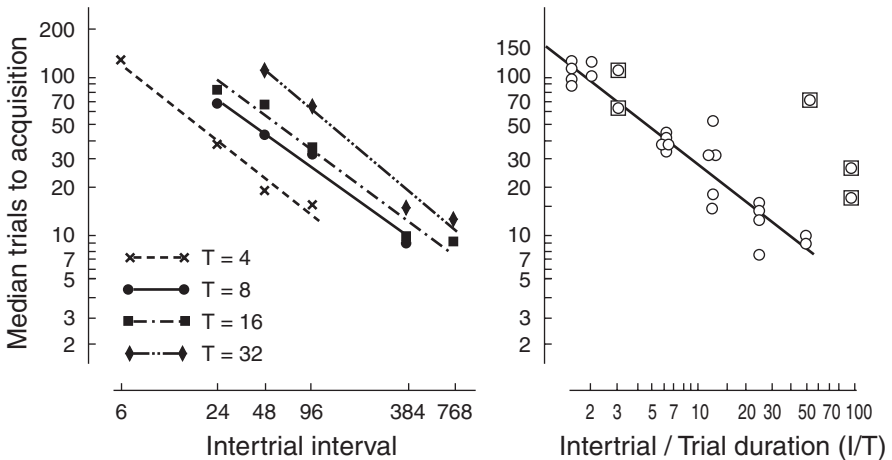 Median trials to acquisition
200
100
70
50
30
20
10
7
5
3
2
T = 4
T = 8
T = 16
T = 32
6 24 48 96 384 768
Intertrial interval
150
100
70
50
30
20
15
10
7
5
3
2
2 3 5 7 10 20 30 50 70 100
Intertrial / Trial duration (I/T)